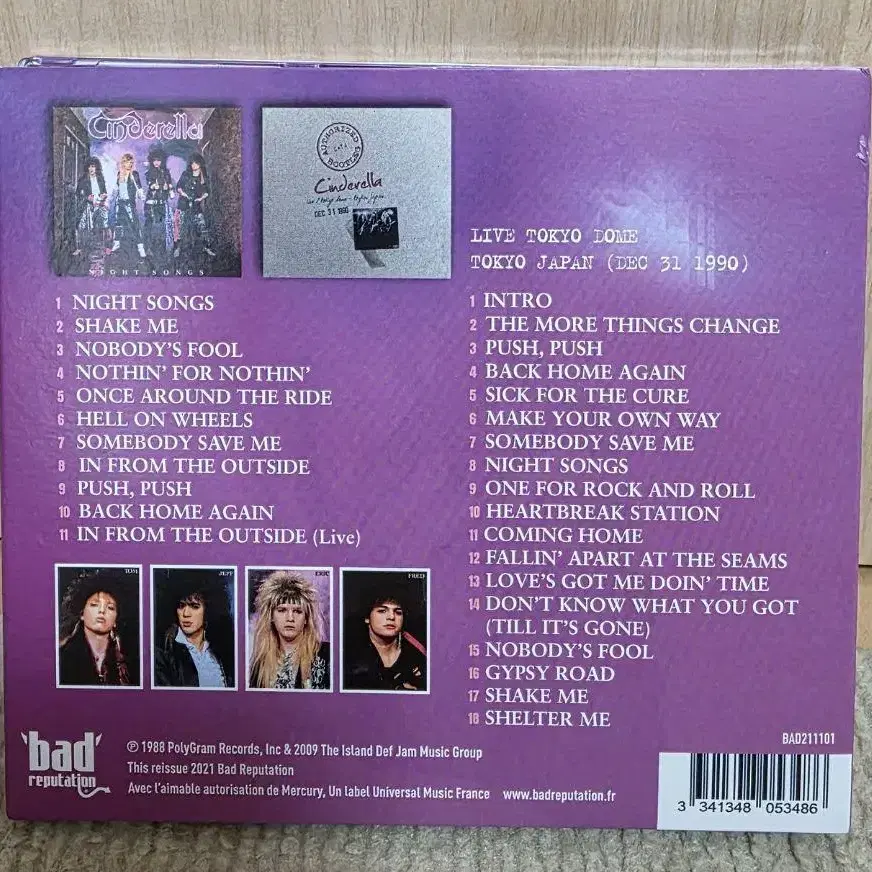 Cinderella
NIGHT SONGS
AUTHORIZED
BOOTLEG
Cinderella
DEC 31 1990
LIVE TOKYO DOME
TOKYO JAPAN (DEC 31 1990)
1 NIGHT SONGS
2 SHAKE ME
3 NOBODY'S FOOL
4 NOTHIN' FOR NOTHIN'
5 ONCE AROUND THE RIDE
6 HELL ON WHEELS
7 SOMEBODY SAVE ME
8 IN FROM THE OUTSIDE
9 PUSH, PUSH
10 BACK HOME AGAIN
11 IN FROM THE OUTSIDE (Live)
1 INTRO
2 THE MORE THINGS CHANGE
3 PUSH, PUSH
4 BACK HOME AGAIN
5 SICK FOR THE CURE
6 MAKE YOUR OWN WAY
7 SOMEBODY SAVE ME
8 NIGHT SONGS
9 ONE FOR ROCK AND ROLL
10 HEARTBREAK STATION
11 COMING HOME
12 FALLIN' APART AT THE SEAMS
13 LOVE'S GOT ME DOIN' TIME
14 DON'T KNOW WHAT YOU GOT
(TILL IT'S GONE)
15 NOBODY'S FOOL
16 GYPSY ROAD
17 SHAKE ME
18 SHELTER ME
TOM
JEFF
ERIC
FRED
bad
reputation
℗ 1988 PolyGram Records, Inc & 2009 The Island Def Jam Music Group
This reissue 2021 Bad Reputation
Avec l'aimable autorisation de Mercury, Un label Universal Music France www.badreputation.fr
BAD211101
3 341348 053486